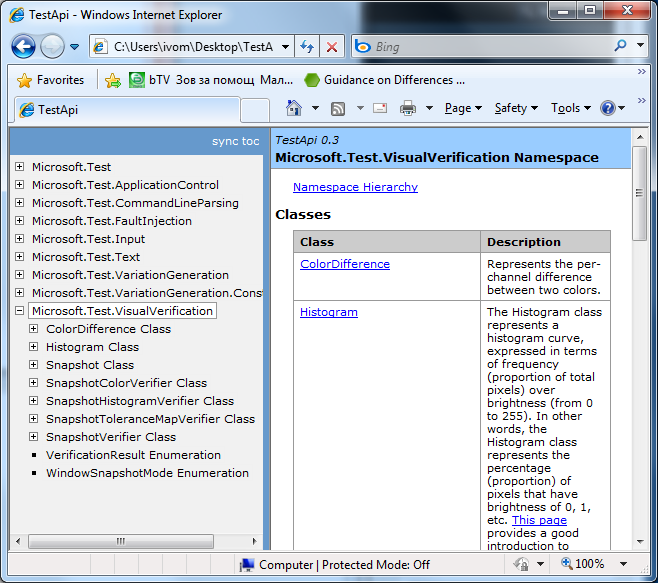 TestApi - Windows Internet Explorer
C:\Users\ivom\Desktop\TestA
Bing
Favorites
bTV Зов за помощ Мал...
Guidance on Differences ...
TestApi
Page
Safety
Tools
sync toc
Microsoft.Test
Microsoft.Test.ApplicationControl
Microsoft.Test.CommandLineParsing
Microsoft.Test.FaultInjection
Microsoft.Test.Input
Microsoft.Test.Text
Microsoft.Test.VariationGeneration
Microsoft.Test.VariationGeneration.Const
Microsoft.Test.VisualVerification
ColorDifference Class
Histogram Class
Snapshot Class
SnapshotColorVerifier Class
SnapshotHistogramVerifier Class
SnapshotToleranceMapVerifier Class
SnapshotVerifier Class
VerificationResult Enumeration
WindowSnapshotMode Enumeration
TestApi 0.3
Microsoft.Test.VisualVerification Namespace
Namespace Hierarchy
Classes
Class
Description
ColorDifference
Represents the per-
channel difference
between two colors.
Histogram
The Histogram class
represents a
histogram curve,
expressed in terms
of frequency
(proportion of total
pixels) over
brightness (from 0
to 255). In other
words, the
Histogram class
represents the
percentage
(proportion) of
pixels that have
brightness of 0, 1,
etc. This page
provides a good
introduction to
Computer | Protected Mode: Off
100%